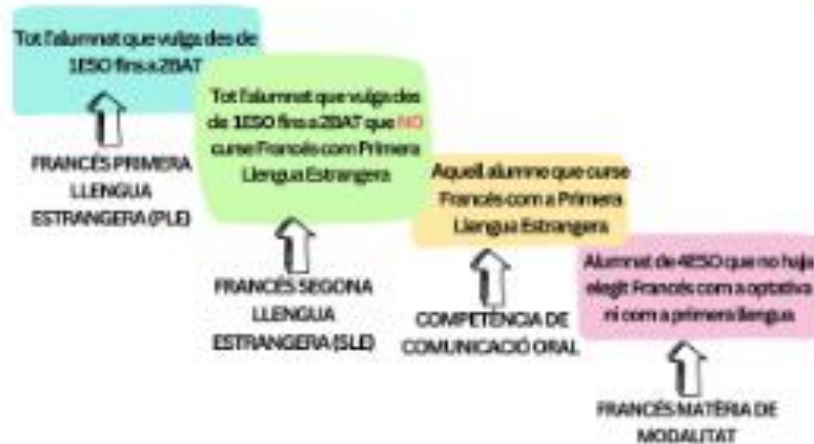 Tot l'alumnat que vulga des de
1ESO fins a 2BAT
FRANCÉS PRIMERA
LLENGUA
ESTRANGERA (PLE)
Tot l'alumnat que vulga des
de 1ESO fins a 2BAT que NO
curse Francés com Primera
Llengua Estrangera
FRANCÉS SEGONA
LLENGUA
ESTRANGERA (SLE)
Aquell alumne que curse
Francés com a Primera
Llengua Estrangera
COMPETÈNCIA DE
COMUNICACIÓ ORAL
Alumnat de 4ESO que no haja
elegit Francés com a optativa
ni com a primera llengua
FRANCÉS MATÈRIA DE
MODALITAT